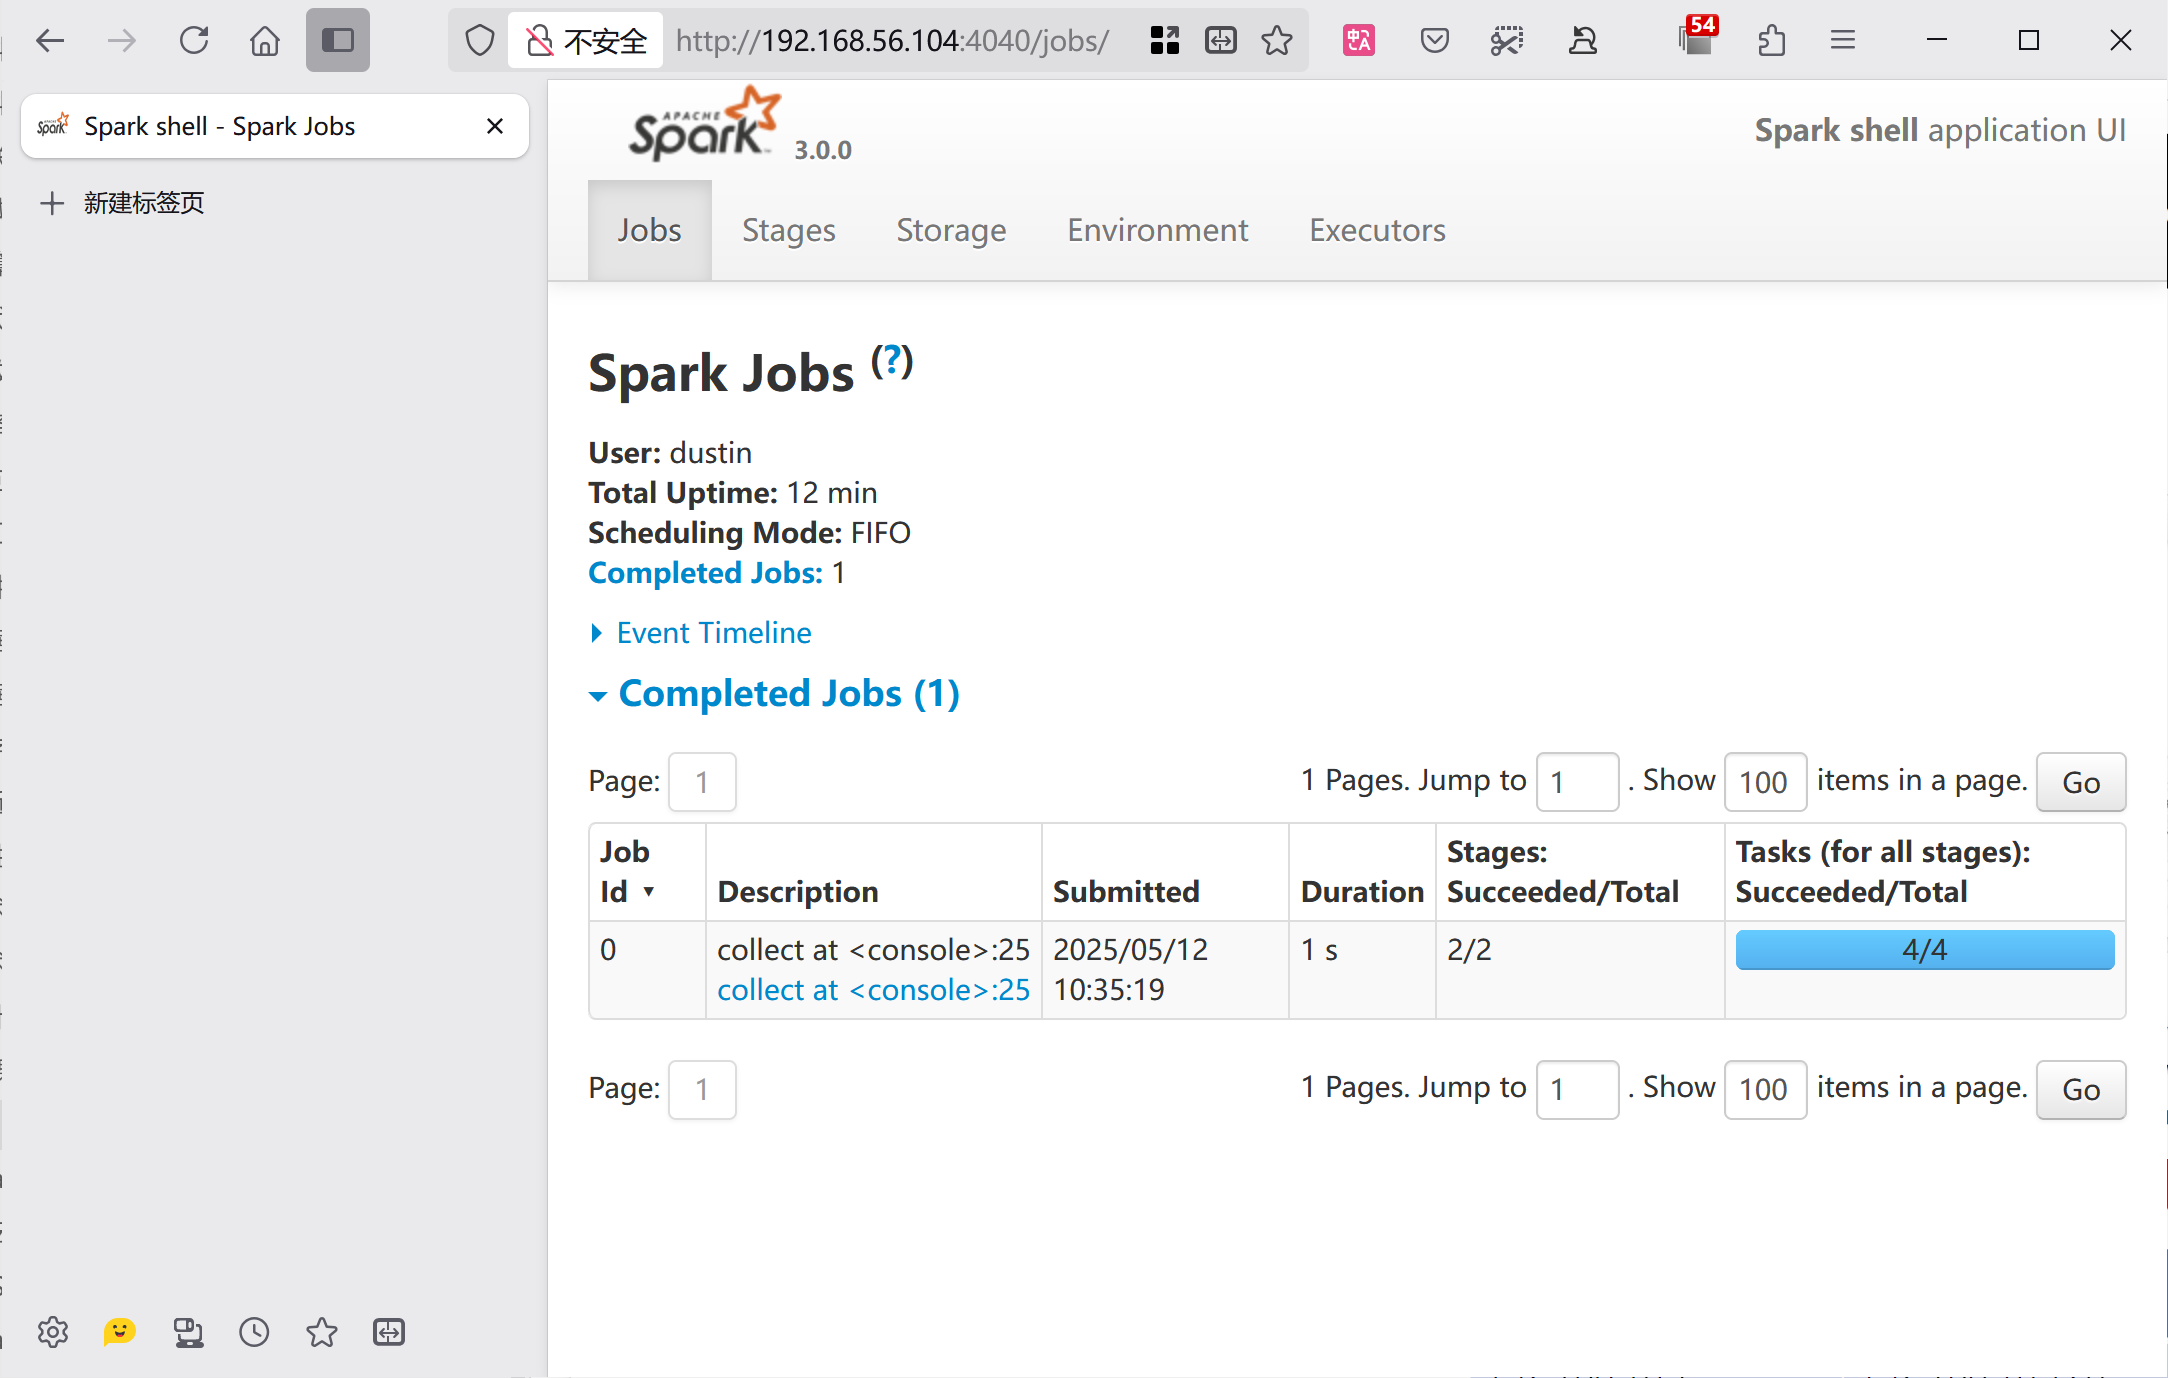 不安全 http://192.168.56.104:4040/jobs/
中A
54
Spark Spark shell - Spark Jobs
新建标签页
APACHE
Spark 3.0.0
Spark shell application UI
Jobs Stages Storage Environment Executors
Spark Jobs (?)
User: dustin
Total Uptime: 12 min
Scheduling Mode: FIFO
Completed Jobs: 1
Event Timeline
Completed Jobs (1)
Page: 1 1 Pages. Jump to 1 . Show 100 items in a page. Go
Job Id ▾ Description Submitted Duration Stages: Succeeded/Total Tasks (for all stages): Succeeded/Total
0 collect at <console>:25 2025/05/12 1 s 2/2 4/4
collect at <console>:25 10:35:19
Page: 1 1 Pages. Jump to 1 . Show 100 items in a page. Go